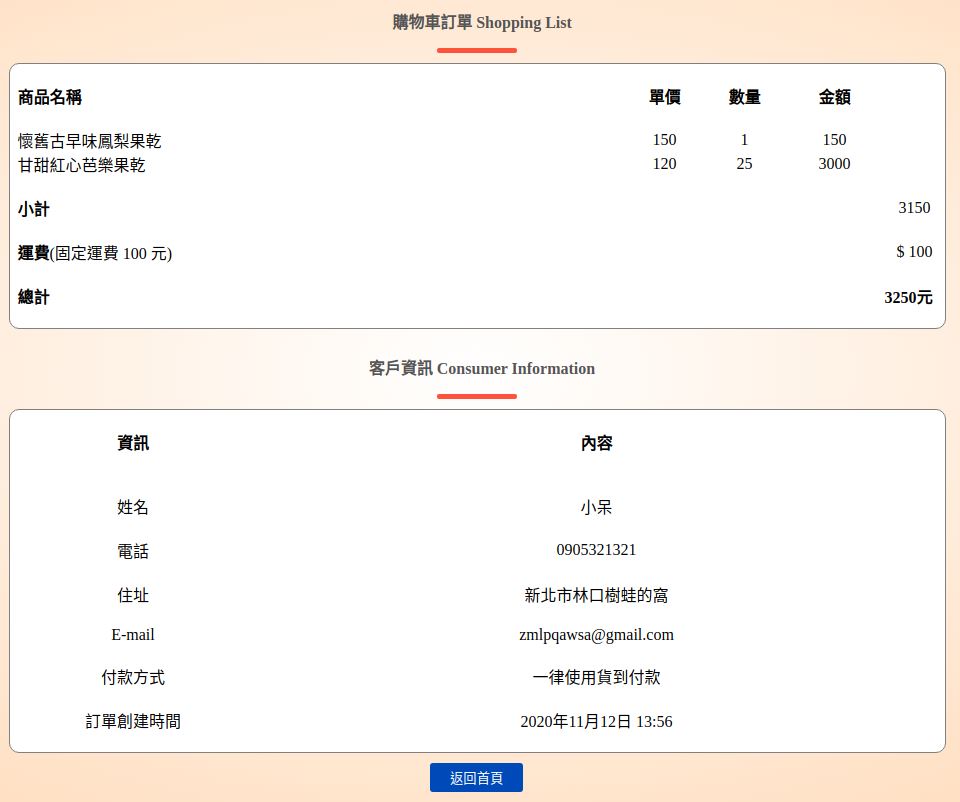 購物車訂單 Shopping List
商品名稱 單價 數量 金額
懷舊古早味鳳梨果乾 150 1 150
甘甜紅心芭樂果乾 120 25 3000
小計 3150
運費(固定運費 100 元) $ 100
總計 3250元
客戶資訊 Consumer Information
資訊 內容
姓名 小呆
電話 0905321321
住址 新北市林口樹蛙的窩
E-mail zmlpqawsa@gmail.com
付款方式 一律使用貨到付款
訂單創建時間 2020年11月12日 13:56
返回首頁